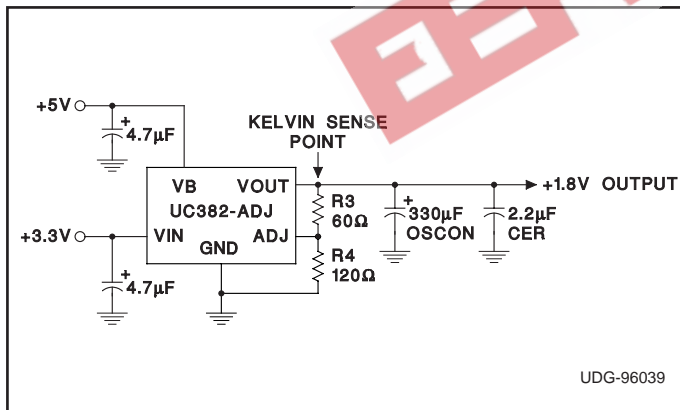 +5V
+
4.7µF
KELVIN SENSE
POINT
VB VOUT
UC382-ADJ
+3.3V
VIN
GND
ADJ
+
4.7µF
R3
60Ω
R4
120Ω
+
330µF
OSCON
2.2µF
CER
+1.8V OUTPUT
UDG-96039